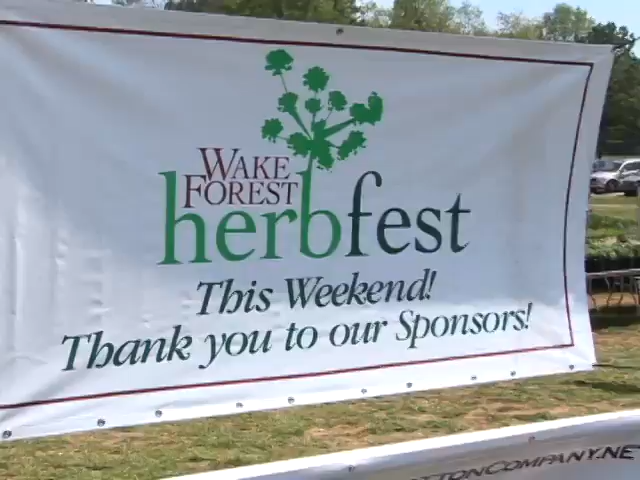 WAKE
FOREST
herbfest
This Weekend!
Thank you to our Sponsors!